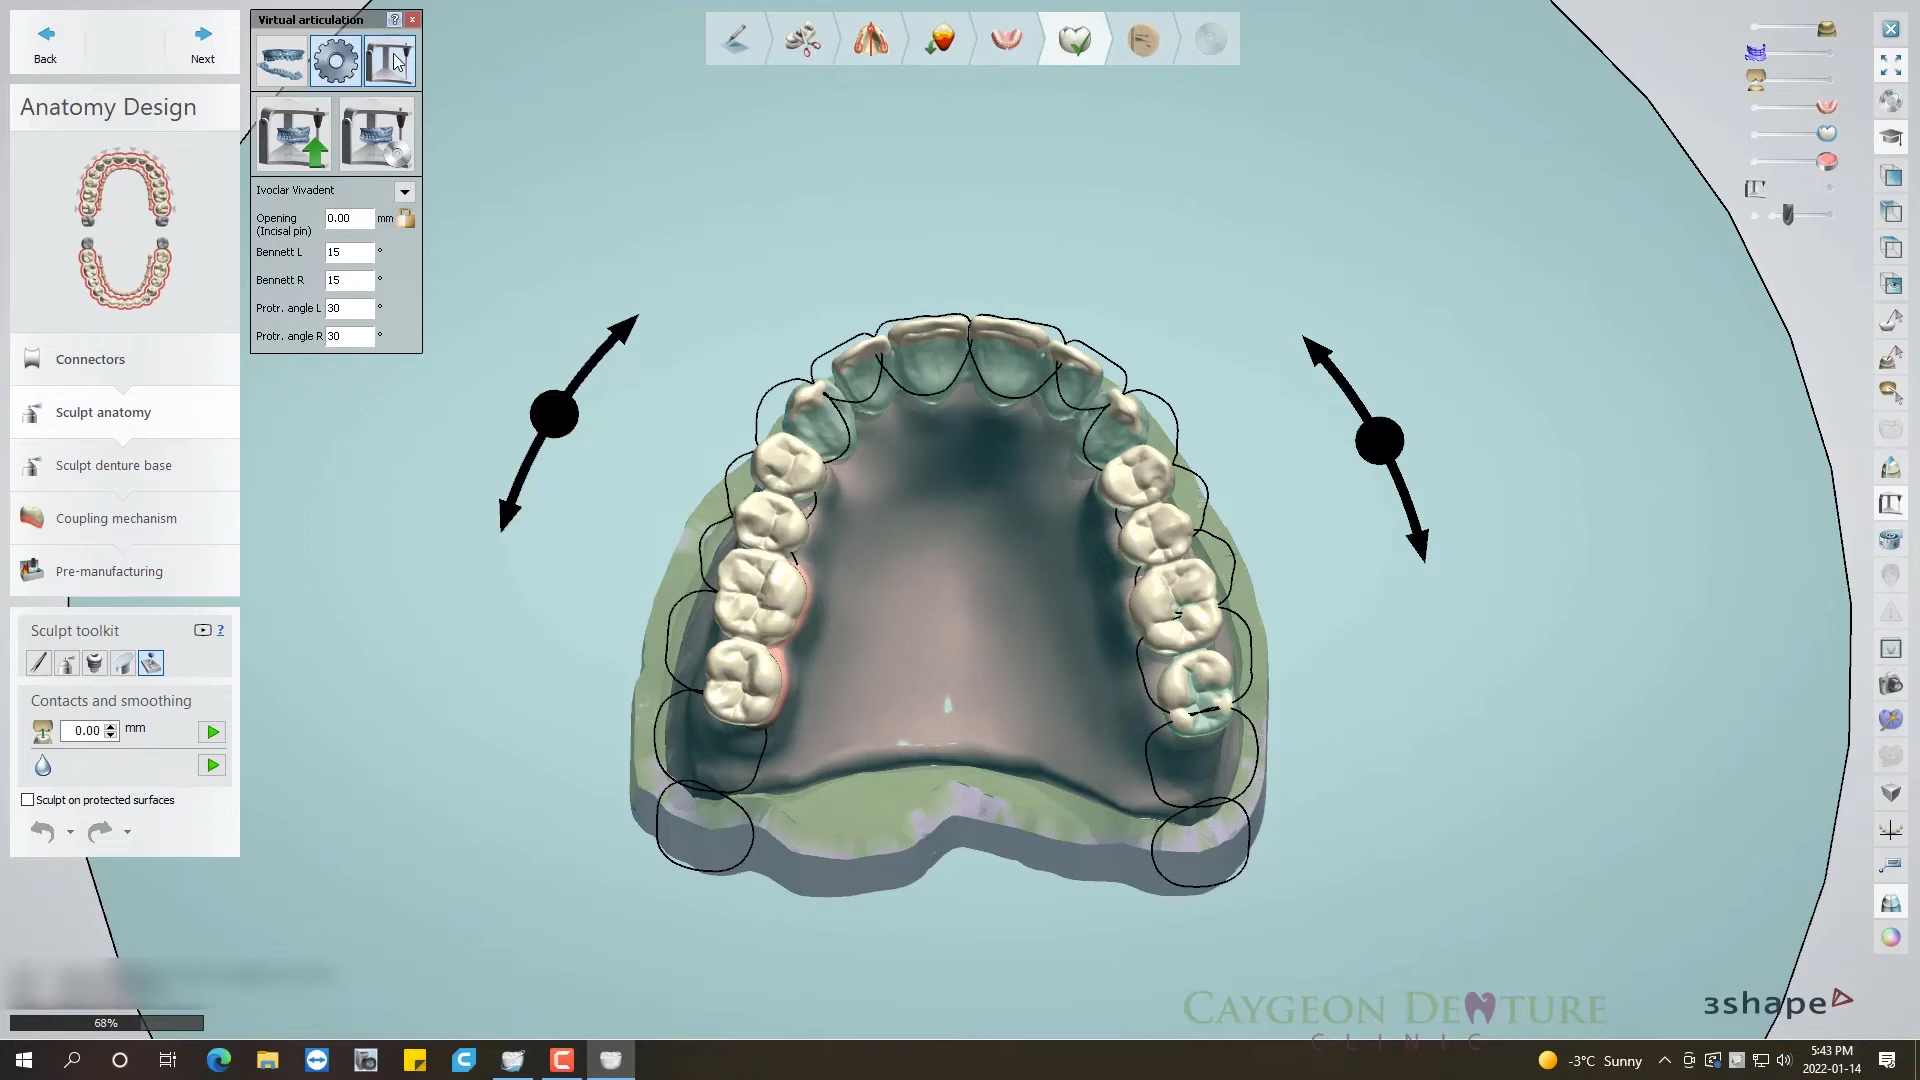 Back
Next
Virtual articulation
?
Anatomy Design
Ivoclar Vivadent
Opening
(Incisal pin)
0.00
mm
Bennett L
15
°
Bennett R
15
°
Protr. angle L
30
°
Protr. angle R
30
°
Connectors
Sculpt anatomy
Sculpt denture base
Coupling mechanism
Pre-manufacturing
Sculpt toolkit
?
Contacts and smoothing
0.00
mm
Sculpt on protected surfaces
68%
CAYGEON DENTURE
CLINIC
3shape
-3°C Sunny
5:43 PM
2022-01-14